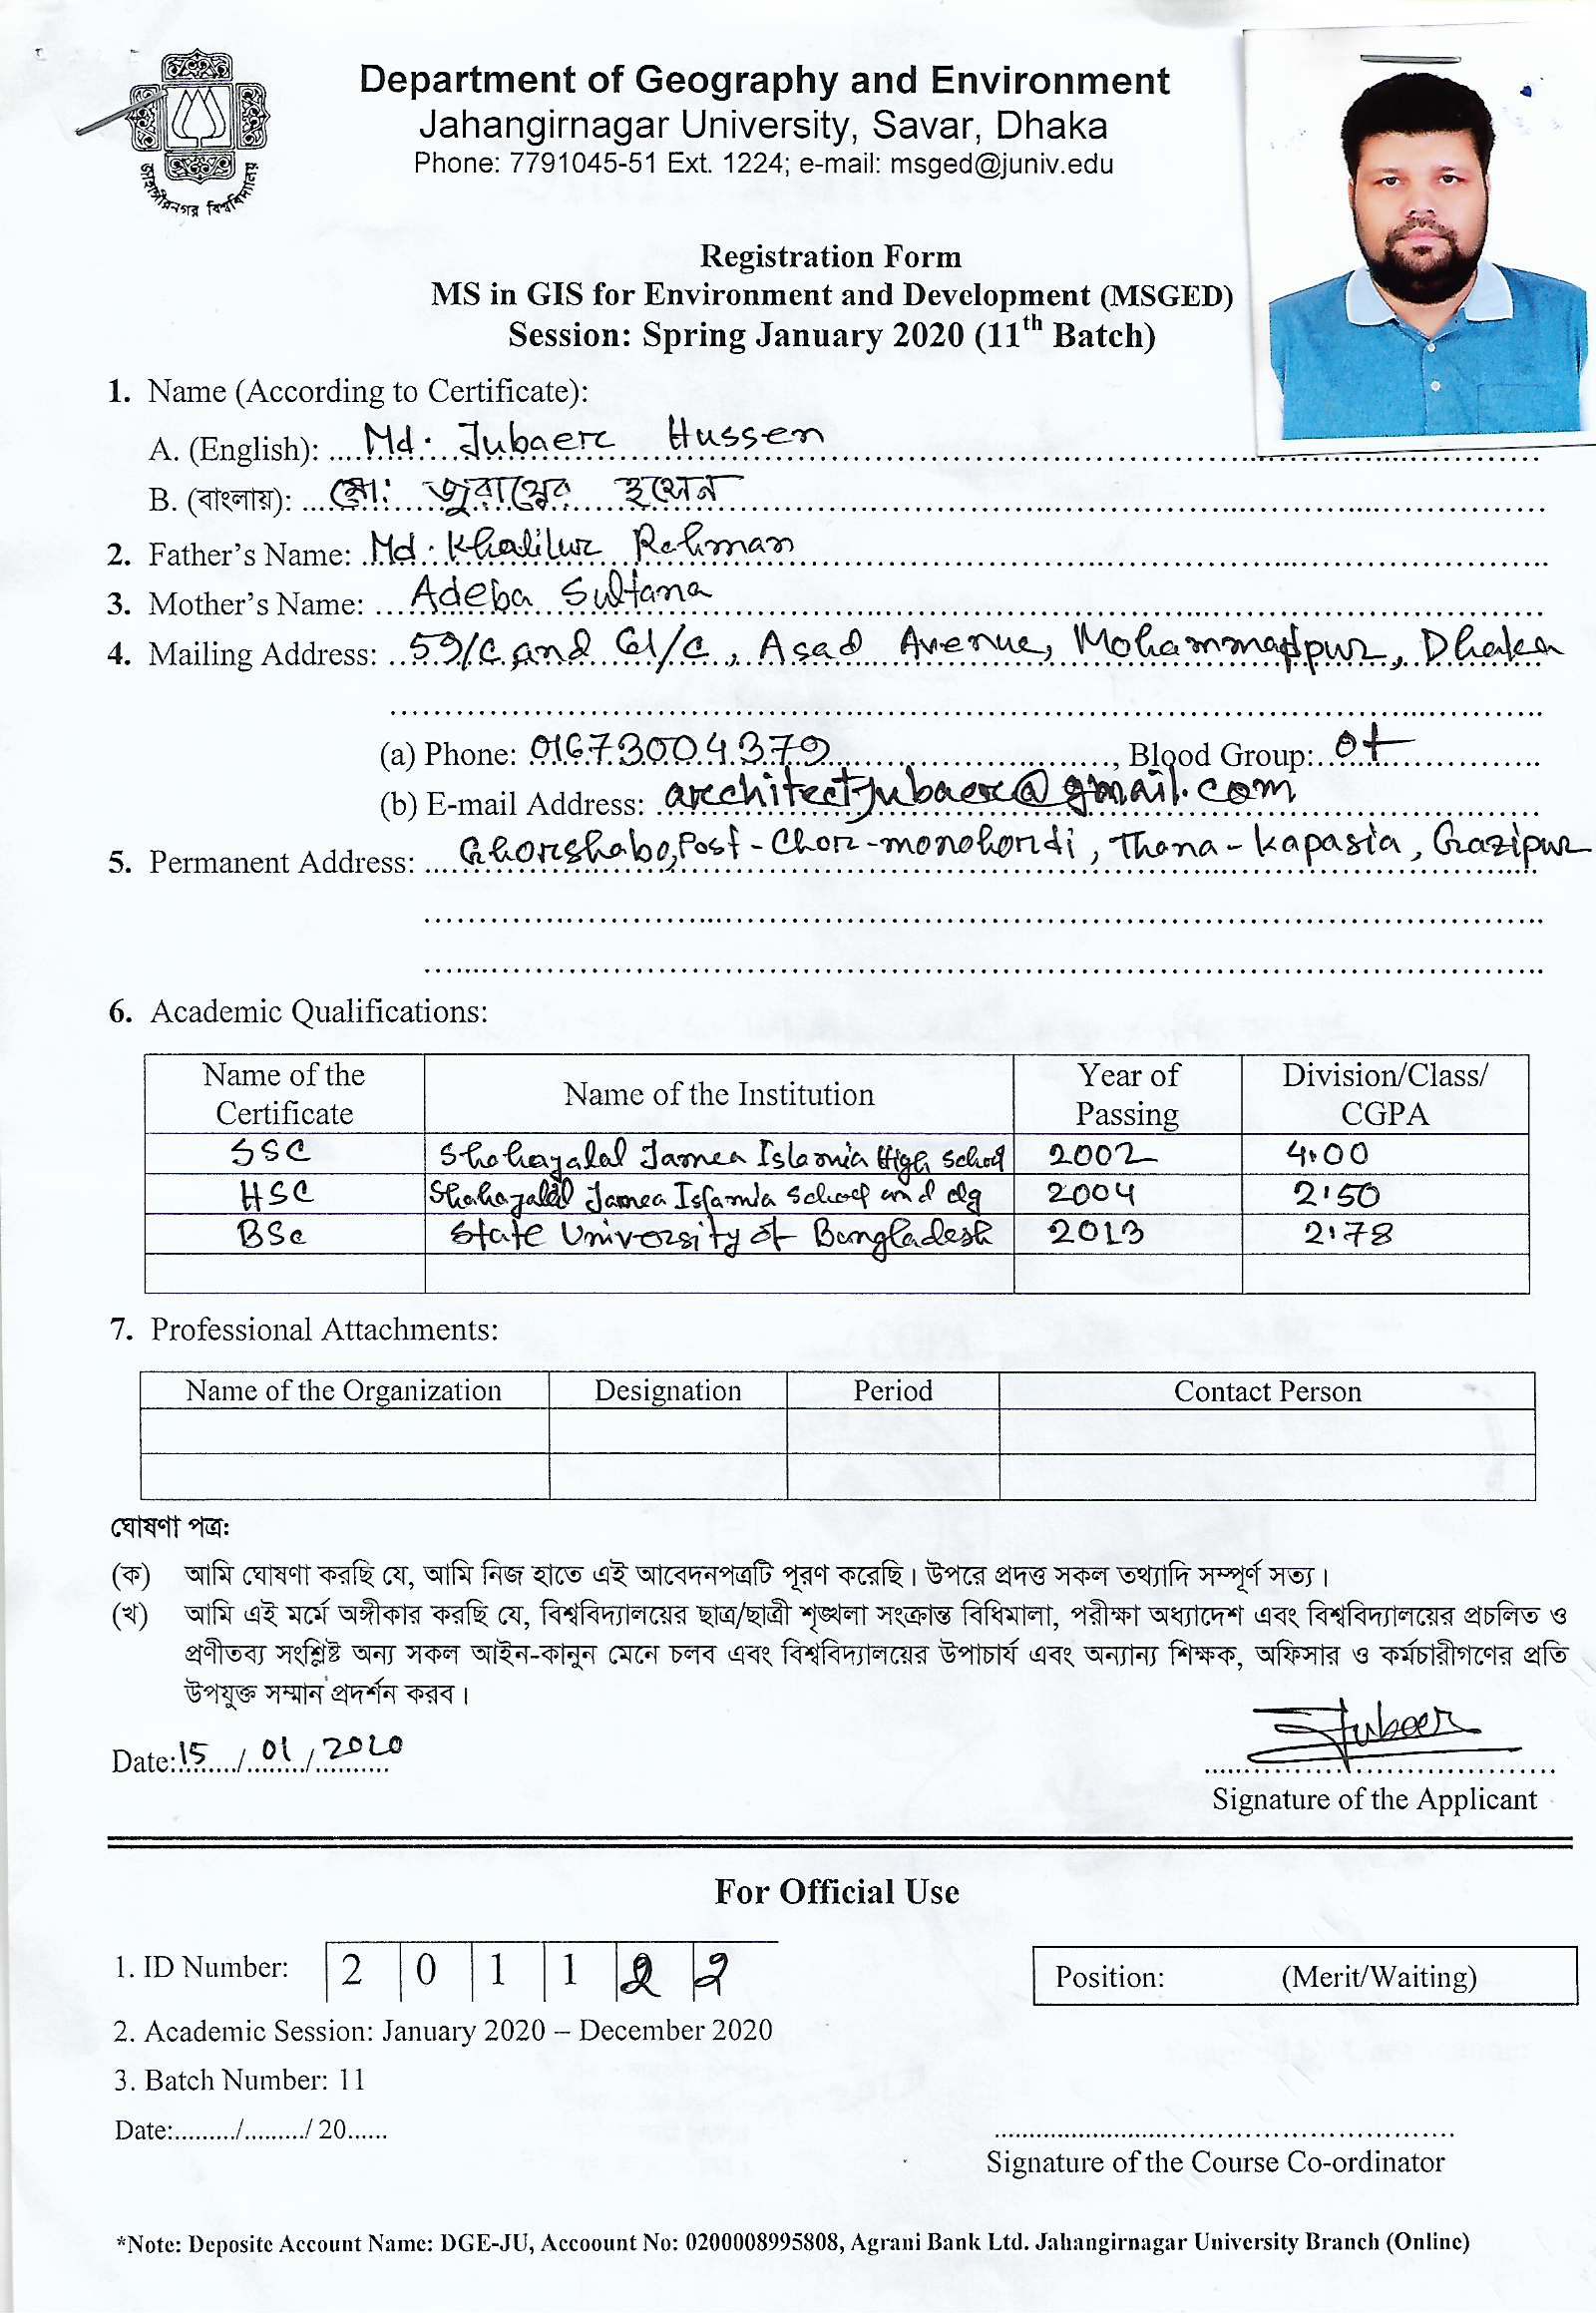 জাহাঙ্গীরনগর বিশ্ববিদ্যালয়
Department of Geography and Environment
Jahangirnagar University, Savar, Dhaka
Phone: 7791045-51 Ext. 1224; e-mail: msged@juniv.edu
Registration Form
MS in GIS for Environment and Development (MSGED)
Session: Spring January 2020 (11th Batch)
1. Name (According to Certificate):
A. (English): Md. Jubaer Hussen
B. (বাংলায়): মো: জুবায়ের হুসেন
2. Father's Name: Md. Khalilur Rahman
3. Mother's Name: Adeba Sultana
4. Mailing Address: 59/C and 61/C, Asad Avenue, Mohammadpur, Dhaka
(a) Phone: 01673004379, Blood Group: O+
(b) E-mail Address: architectjubaer@gmail.com
5. Permanent Address: Ghorshabo, Post-Chor-monohordi, Thana-Kapasia, Gazipur
6. Academic Qualifications:
Name of the Certificate Name of the Institution Year of Passing Division/Class/CGPA
SSC Shahajalal Jamea Islamia High School 2002 4.00
HSC Shahajalal Jamea Islamia School and clg 2004 2.50
BSc State University of Bangladesh 2013 2.78
7. Professional Attachments:
Name of the Organization Designation Period Contact Person
ঘোষণা পত্র:
(ক) আমি ঘোষণা করছি যে, আমি নিজ হাতে এই আবেদনপত্রটি পূরণ করেছি। উপরে প্রদত্ত সকল তথ্যাদি সম্পূর্ণ সত্য।
(খ) আমি এই মর্মে অঙ্গীকার করছি যে, বিশ্ববিদ্যালয়ের ছাত্র/ছাত্রী শৃঙ্খলা সংক্রান্ত বিধিমালা, পরীক্ষা অধ্যাদেশ এবং বিশ্ববিদ্যালয়ের প্রচলিত ও
প্রণীতব্য সংশ্লিষ্ট অন্য সকল আইন-কানুন মেনে চলব এবং বিশ্ববিদ্যালয়ের উপাচার্য এবং অন্যান্য শিক্ষক, অফিসার ও কর্মচারীগণের প্রতি
উপযুক্ত সম্মান প্রদর্শন করব।
Date: 15/01/2020
Jubaer
Signature of the Applicant
For Official Use
1. ID Number: 2 0 1 1 2 2
Position: (Merit/Waiting)
2. Academic Session: January 2020 – December 2020
3. Batch Number: 11
Date:........./........./ 20......
Signature of the Course Co-ordinator
*Note: Deposite Account Name: DGE-JU, Accoount No: 0200008995808, Agrani Bank Ltd. Jahangirnagar University Branch (Online)